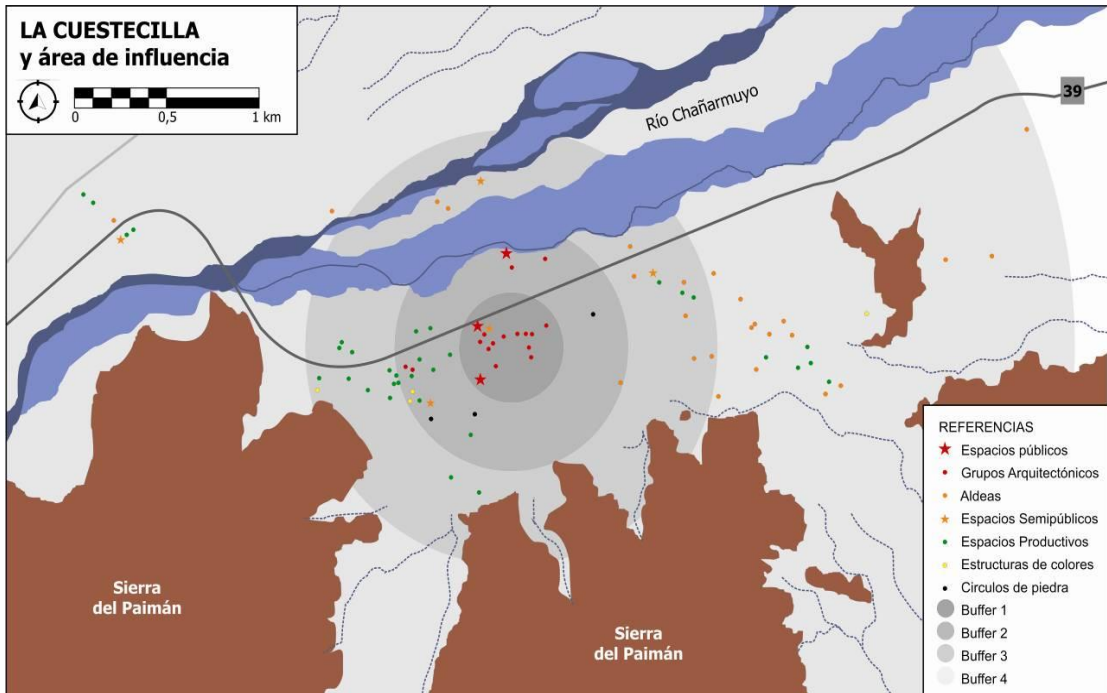 LA CUESTECILLA
y área de influencia
0 0,5 1 km
Río Chañarmuyo
39
Sierra
del Paimán
Sierra
del Paimán
REFERENCIAS
Espacios públicos
Grupos Arquitectónicos
Aldeas
Espacios Semipúblicos
Espacios Productivos
Estructuras de colores
Circulos de piedra
Buffer 1
Buffer 2
Buffer 3
Buffer 4